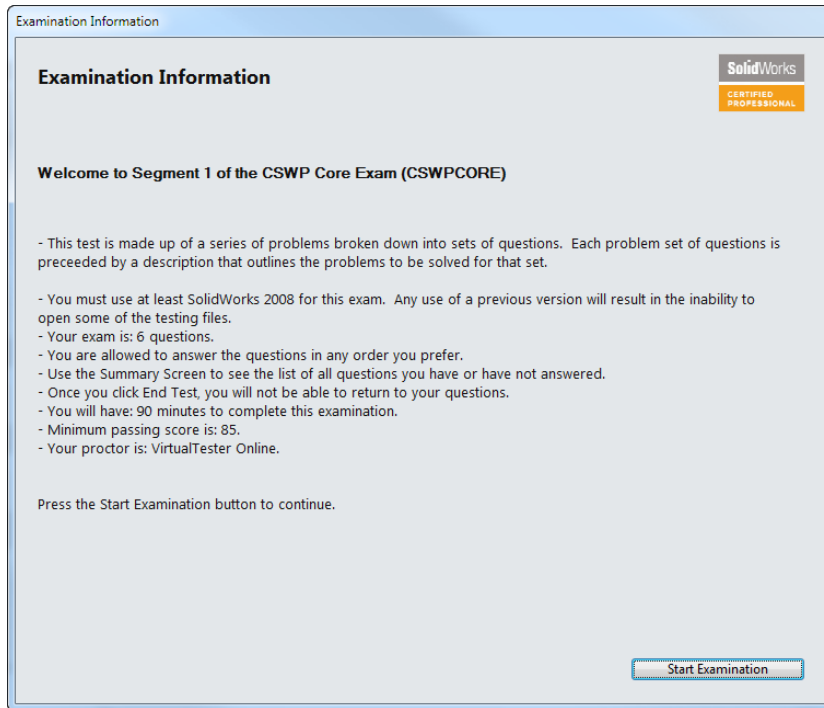 Examination Information
Examination Information
SolidWorks
CERTIFIED
PROFESSIONAL
Welcome to Segment 1 of the CSWP Core Exam (CSWPCORE)
- This test is made up of a series of problems broken down into sets of questions.  Each problem set of questions is
preceeded by a description that outlines the problems to be solved for that set.
- You must use at least SolidWorks 2008 for this exam.  Any use of a previous version will result in the inability to
open some of the testing files.
- Your exam is: 6 questions.
- You are allowed to answer the questions in any order you prefer.
- Use the Summary Screen to see the list of all questions you have or have not answered.
- Once you click End Test, you will not be able to return to your questions.
- You will have: 90 minutes to complete this examination.
- Minimum passing score is: 85.
- Your proctor is: VirtualTester Online.
Press the Start Examination button to continue.
Start Examination